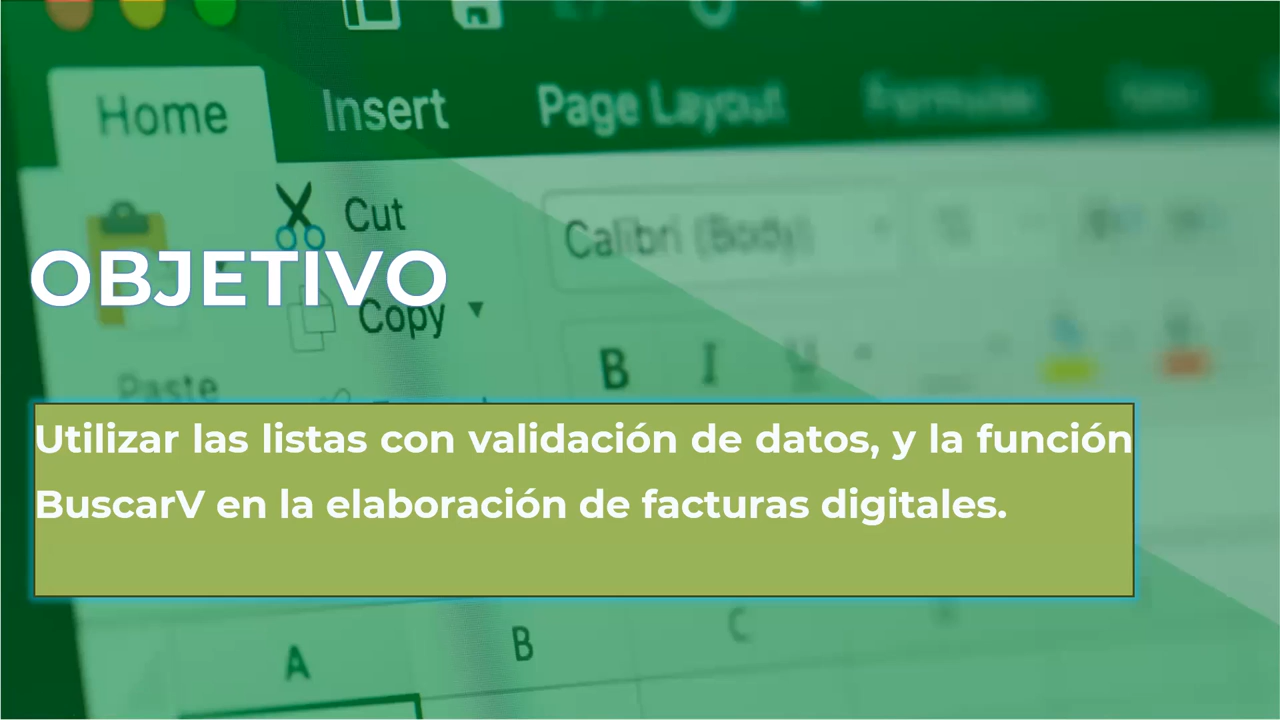 Home
Insert
Page Layout
Formulas
Cut
Calibri (Body)
OBJETIVO
Copy
B I U
Paste
Utilizar las listas con validación de datos, y la función
BuscarV en la elaboración de facturas digitales.
A
B
C